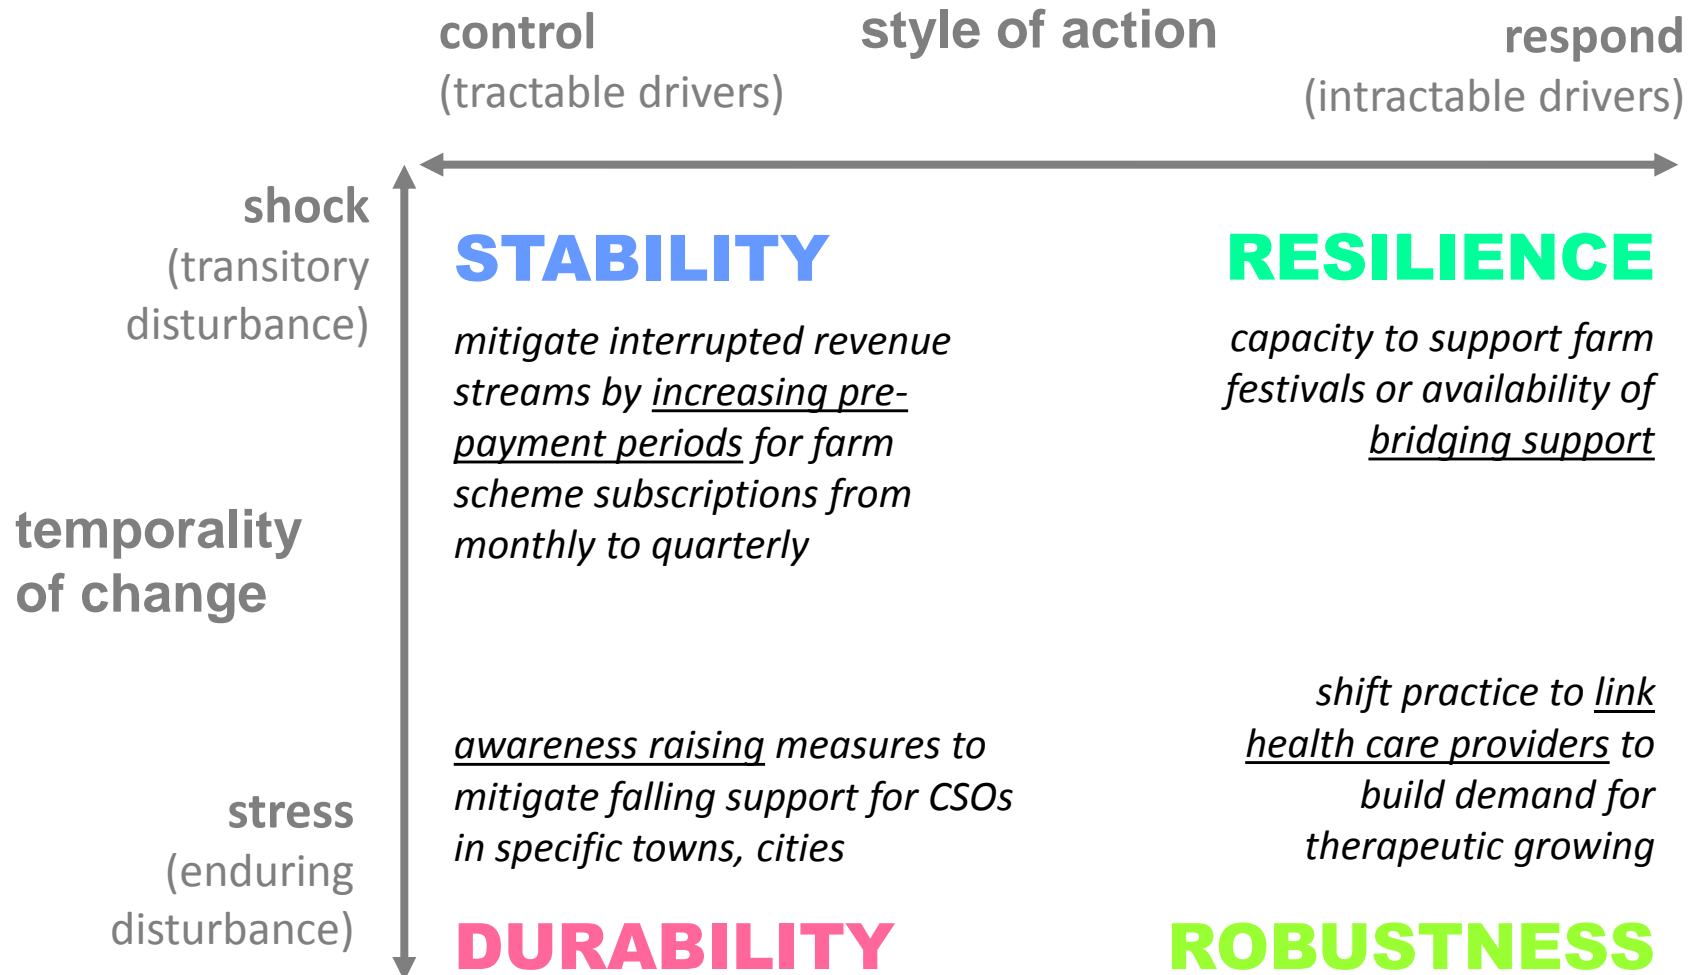 control
style of action
respond
(tractable drivers)
(intractable drivers)
shock
(transitory
disturbance)
STABILITY
mitigate interrupted revenue
streams by increasing pre-
payment periods for farm
scheme subscriptions from
monthly to quarterly
RESILIENCE
capacity to support farm
festivals or availability of
bridging support
temporality
of change
stress
(enduring
disturbance)
awareness raising measures to
mitigate falling support for CSOs
in specific towns, cities
DURABILITY
shift practice to link
health care providers to
build demand for
therapeutic growing
ROBUSTNESS